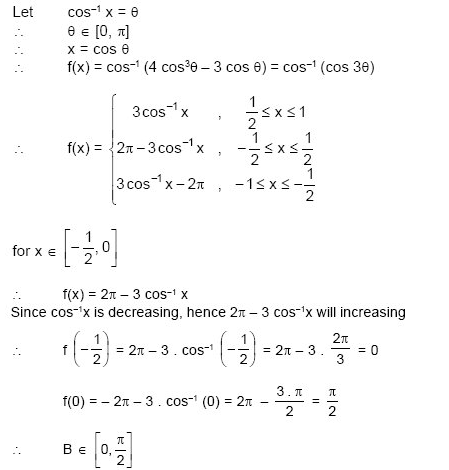 Let cos⁻¹ x = θ
∴ θ ∈ [0, π]
∴ x = cos θ
∴ f(x) = cos⁻¹ (4 cos³θ – 3 cos θ) = cos⁻¹ (cos 3θ)
∴ f(x) = { 3cos⁻¹ x , 1/2 ≤ x ≤ 1
2π – 3cos⁻¹ x , –1/2 ≤ x ≤ 1/2
3cos⁻¹ x – 2π , –1 ≤ x ≤ –1/2
for x ∈ [–1/2, 0]
∴ f(x) = 2π – 3 cos⁻¹ x
Since cos⁻¹x is decreasing, hence 2π – 3 cos⁻¹x will increasing
∴ f (–1/2) = 2π – 3 . cos⁻¹ (–1/2) = 2π – 3 . 2π/3 = 0
f(0) = – 2π – 3 . cos⁻¹ (0) = 2π – 3 . π/2 = π/2
∴ B ∈ [0, π/2]